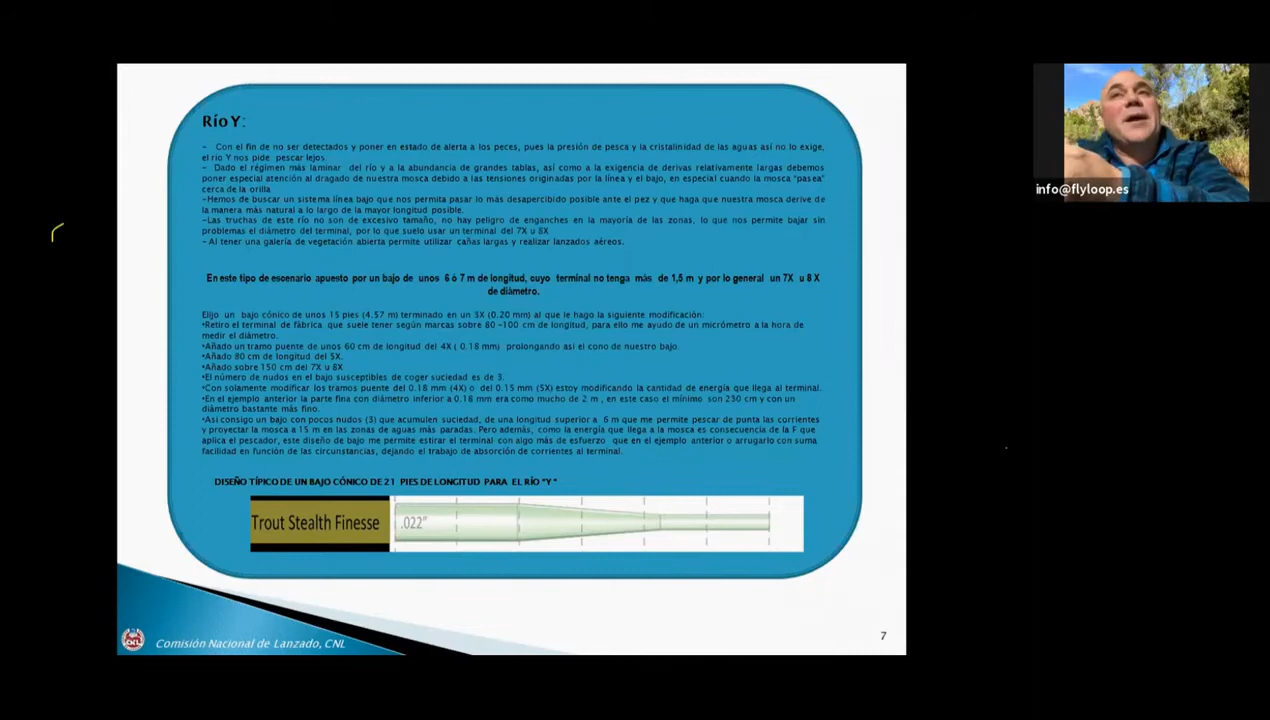 Río Y:
- Con el fin de no ser detectados y poner en estado de alerta a los peces, pues la presión de pesca y la cristalinidad de las aguas así no lo exige,
el río Y nos pide pescar lejos.
- Dado el régimen más laminar del río y a la abundancia de grandes tablas, así como a la exigencia de derivas relativamente largas debemos
poner especial atención al dragado de nuestra mosca debido a las tensiones originadas por la línea y el bajo, en especial cuando la mosca "pasea"
cerca de la orilla
-Hemos de buscar un sistema línea bajo que nos permita pasar lo más desapercibido posible ante el pez y que haga que nuestra mosca derive de
la manera más natural a lo largo de la mayor longitud posible.
-Las truchas de este río no son de excesivo tamaño, no hay peligro de enganches en la mayoría de las zonas, lo que nos permite bajar sin
problemas el diámetro del terminal, por lo que suelo usar un terminal del 7X u 8X
- Al tener una galería de vegetación abierta permite utilizar cañas largas y realizar lanzados aéreos.
En este tipo de escenario apuesto por un bajo de unos 6 ó 7 m de longitud, cuyo terminal no tenga más de 1,5 m y por lo general un 7X u 8 X
de diámetro.
Elijo un bajo cónico de unos 15 pies (4.57 m) terminado en un 3X (0.20 mm) al que le hago la siguiente modificación:
•Retiro el terminal de fábrica que suele tener según marcas sobre 80 -100 cm de longitud, para ello me ayudo de un micrómetro a la hora de
medir el diámetro.
•Añado un tramo puente de unos 60 cm de longitud del 4X ( 0.18 mm) prolongando así el cono de nuestro bajo.
•Añado 80 cm de longitud del 5X.
•Añado sobre 150 cm del 7X u 8X
•El número de nudos en el bajo susceptibles de coger suciedad es de 3.
•Con solamente modificar los tramos puente del 0.18 mm (4X) o del 0.15 mm (5X) estoy modificando la cantidad de energía que llega al terminal.
•En el ejemplo anterior la parte fina con diámetro inferior a 0.18 mm era como mucho de 2 m , en este caso el mínimo son 230 cm y con un
diámetro bastante más fino.
•Así consigo un bajo con pocos nudos (3) que acumulen suciedad, de una longitud superior a 6 m que me permite pescar de punta las corrientes
y proyectar la mosca a 15 m en las zonas de aguas más paradas. Pero además, como la energía que llega a la mosca es consecuencia de la F que
aplica el pescador, este diseño de bajo me permite estirar el terminal con algo más de esfuerzo que en el ejemplo anterior o arrugarlo con suma
facilidad en función de las circunstancias, dejando el trabajo de absorción de corrientes al terminal.
DISEÑO TÍPICO DE UN BAJO CÓNICO DE 21 PIES DE LONGITUD PARA EL RÍO "Y"
Trout Stealth Finesse
.022"
Comisión Nacional de Lanzado, CNL
7
info@flyloop.es